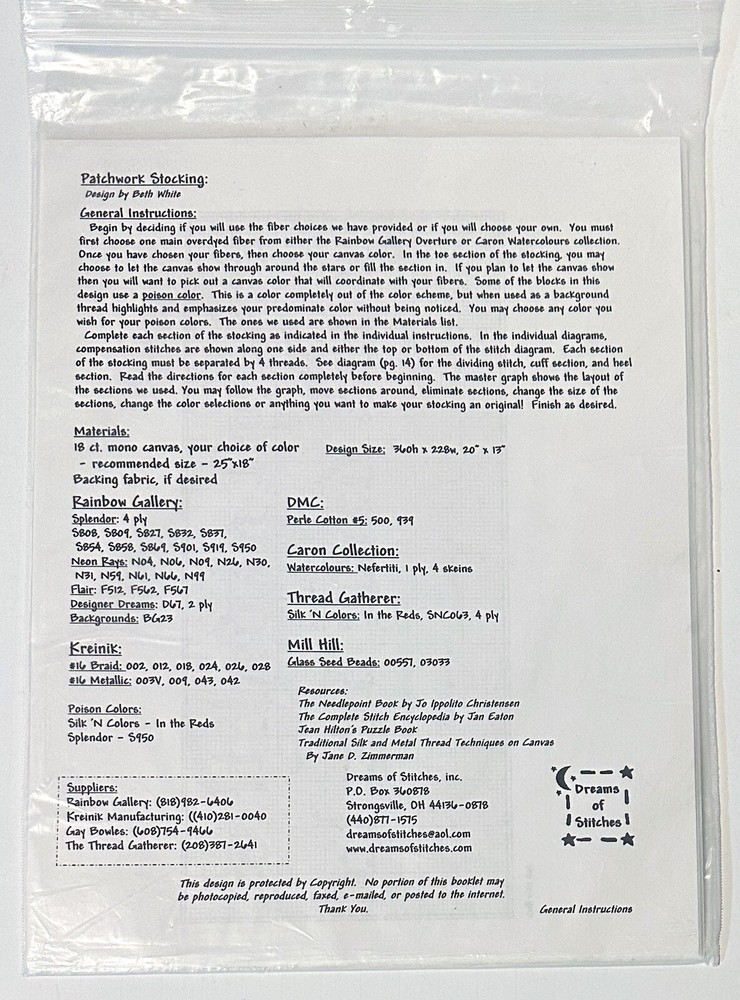 Patchwork Stocking:
Design by Beth White
General Instructions:
Begin by deciding if you will use the fiber choices we have provided or if you will choose your own. You must
first choose one main overdyed fiber from either the Rainbow Gallery Overture or Caron Watercolours collection.
Once you have chosen your fibers, then choose your canvas color. In the toe section of the stocking, you may
choose to let the canvas show through around the stars or fill the section in. If you plan to let the canvas show
then you will want to pick out a canvas color that will coordinate with your fibers. Some of the blocks in this
design use a poison color. This is a color completely out of the color scheme, but when used as a background
thread highlights and emphasizes your predominate color without being noticed. You may choose any color you
wish for your poison colors. The ones we used are shown in the Materials list.
Complete each section of the stocking as indicated in the individual instructions. In the individual diagrams,
compensation stitches are shown along one side and either the top or bottom of the stitch diagram. Each section
of the stocking must be separated by 4 threads. See diagram (pg. 14) for the dividing stitch, cuff section, and heel
section. Read the directions for each section completely before beginning. The master graph shows the layout of
the sections we used. You may follow the graph, move sections around, eliminate sections, change the size of the
sections, change the color selections or anything you want to make your stocking an original! Finish as desired.
Materials:
18 ct. mono canvas, your choice of color
- recommended size - 25"x18"
Backing fabric, if desired
Design Size: 360h x 228w, 20" x 13"
Rainbow Gallery:
Splendor: 4 ply
S808, S809, S827, S832, S837,
S854, S858, S869, S901, S919, S950
Neon Rays: N04, N06, N09, N26, N30,
N31, N59, N61, N66, N99
Flair: F512, F562, F567
Designer Dreams: D67, 2 ply
Backgrounds: BG23
Kreinik:
#16 Braid: 002, 012, 018, 024, 026, 028
#16 Metallic: 003V, 009, 043, 042
Poison Colors:
Silk 'N Colors - In the Reds
Splendor - S950
DMC:
Perle Cotton #5: 500, 939
Caron Collection:
Watercolours: Nefertiti, 1 ply, 4 skeins
Thread Gatherer:
Silk 'N Colors: In the Reds, SNC063, 4 ply
Mill Hill:
Glass Seed Beads: 00557, 03033
Resources:
The Needlepoint Book by Jo Ippolito Christensen
The Complete Stitch Encyclopedia by Jan Eaton
Jean Hilton's Puzzle Book
Traditional Silk and Metal Thread Techniques on Canvas
By Jane D. Zimmerman
Suppliers:
Rainbow Gallery: (818)982-6406
Kreinik Manufacturing: ((410)281-0040
Gay Bowles: (608)754-9466
The Thread Gatherer: (208)387-2641
Dreams of Stitches, inc.
P.O. Box 360878
Strongsville, OH 44136-0878
(440)877-1575
dreamsofstitches@aol.com
www.dreamsofstitches.com
Dreams
of
Stitches
This design is protected by Copyright. No portion of this booklet may
be photocopied, reproduced, faxed, e-mailed, or posted to the internet.
Thank You.
General Instructions